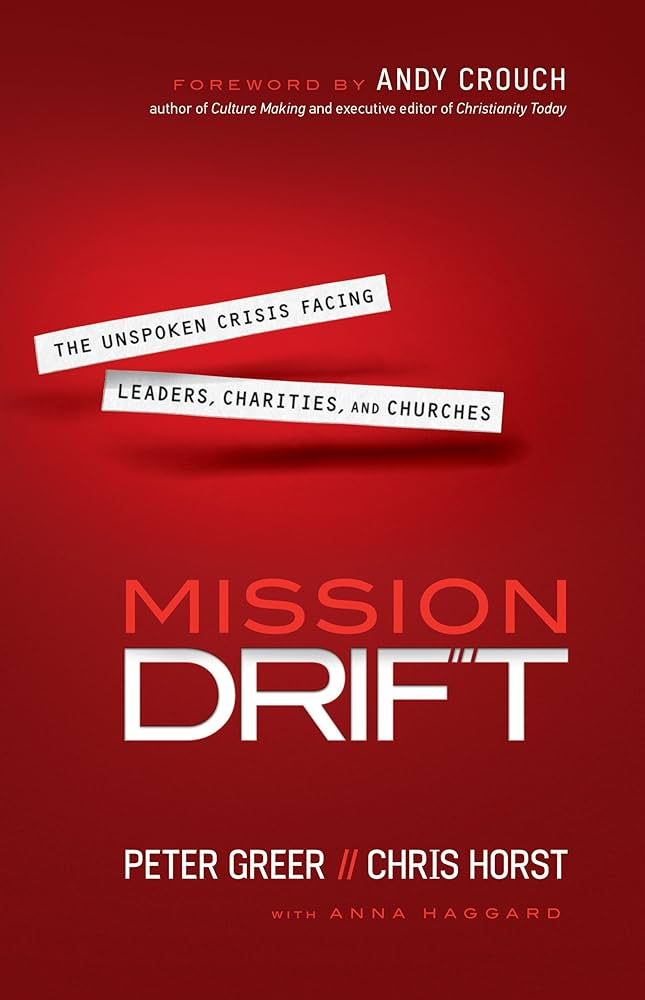 FOREWORD BY ANDY CROUCH
author of Culture Making and executive editor of Christianity Today
THE UNSPOKEN CRISIS FACING
LEADERS, CHARITIES, AND CHURCHES
MISSION
DRIFT
PETER GREER // CHRIS HORST
WITH ANNA HAGGARD